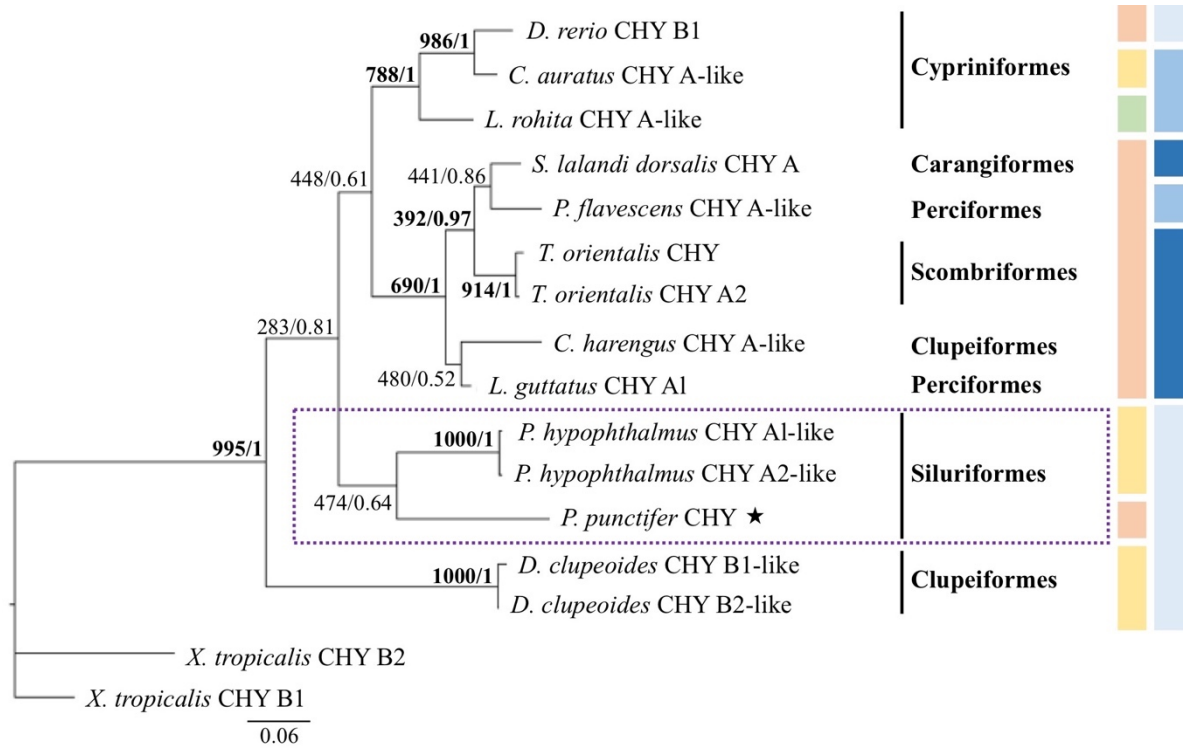 D. rerio CHY B1
986/1
C. auratus CHY A-like
Cypriniformes
788/1
L. rohita CHY A-like
S. lalandi dorsalis CHY A
Carangiformes
441/0.86
448/0.61
P. flavescens CHY A-like
Perciformes
392/0.97
T. orientalis CHY
Scombriformes
690/1
914/1
T. orientalis CHY A2
283/0.81
C. harengus CHY A-like
Clupeiformes
480/0.52
L. guttatus CHY Al
Perciformes
P. hypophthalmus CHY Al-like
1000/1
995/1
P. hypophthalmus CHY A2-like
Siluriformes
474/0.64
P. punctifer CHY ★
D. clupeoides CHY B1-like
1000/1
Clupeiformes
D. clupeoides CHY B2-like
X. tropicalis CHY B2
X. tropicalis CHY B1
0.06